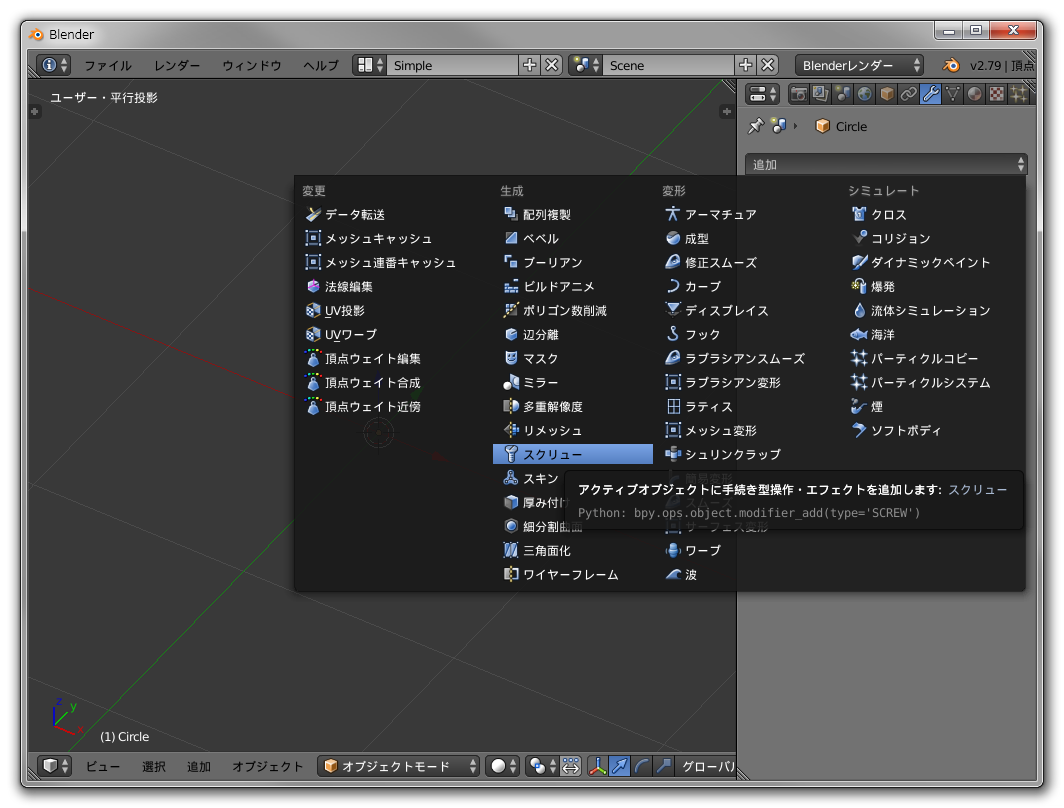 Blender
ファイル レンダー ウィンドウ ヘルプ Simple Scene Blenderレンダー v2.79 | 頂点
ユーザー・平行投影
Circle
追加
変更 生成 変形 シミュレート
データ転送 配列複製 アーマチュア クロス
メッシュキャッシュ ベベル 成型 コリジョン
メッシュ連番キャッシュ ブーリアン 修正スムーズ ダイナミックペイント
法線編集 ビルドアニメ カーブ 爆発
UV投影 ポリゴン数削減 ディスプレイス 流体シミュレーション
UVワープ 辺分離 フック 海洋
頂点ウェイト編集 マスク ラプラシアンスムーズ パーティクルコピー
頂点ウェイト合成 ミラー ラプラシアン変形 パーティクルシステム
頂点ウェイト近傍 多重解像度 ラティス 煙
リメッシュ メッシュ変形 ソフトボディ
スクリュー シュリンクラップ
スキン
アクティブオブジェクトに手続き型操作・エフェクトを追加します: スクリュー
厚み付け
Python: bpy.ops.object.modifier_add(type='SCREW')
細分割曲面 サーフェス変形
三角面化 ワープ
ワイヤーフレーム 波
z
y
x
(1) Circle
ビュー 選択 追加 オブジェクト オブジェクトモード グローバル